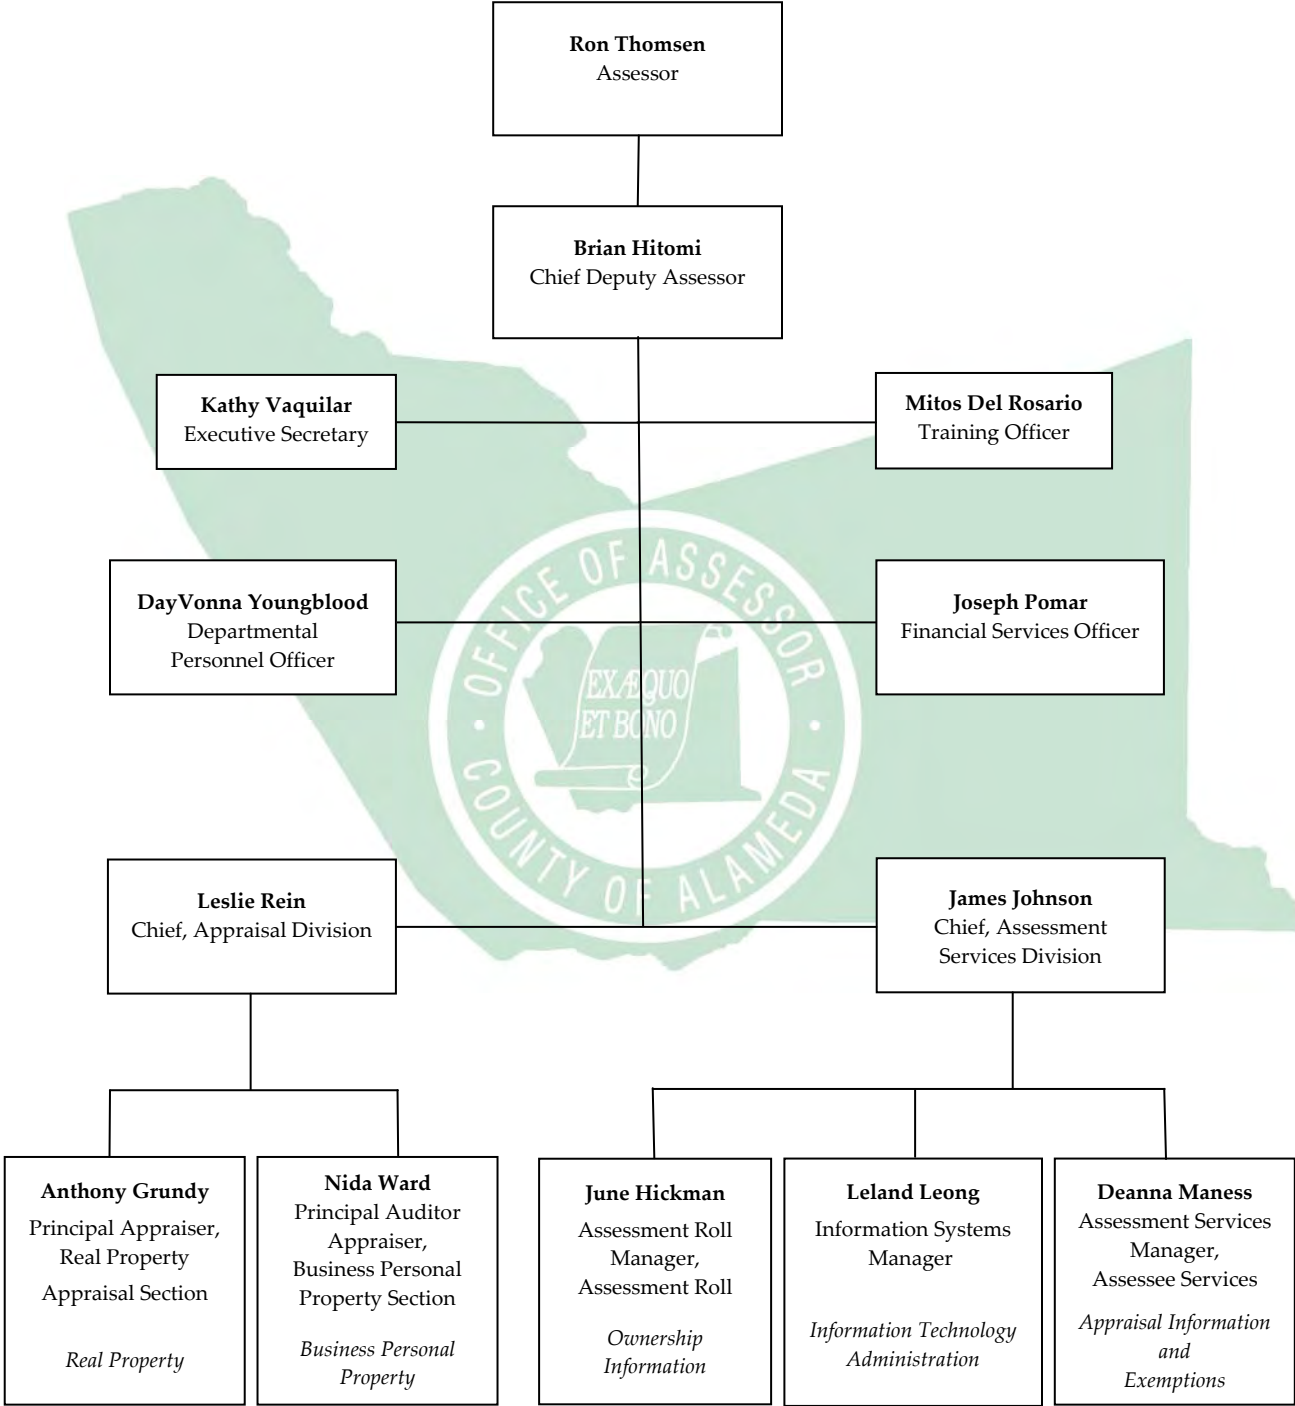 Ron Thomsen
Assessor
Brian Hitomi
Chief Deputy Assessor
Kathy Vaquilar
Executive Secretary
Mitos Del Rosario
Training Officer
DayVonna Youngblood
Departmental
Personnel Officer
Joseph Pomar
Financial Services Officer
OFFICE OF ASSESSOR
EX ÆQUO
ET BONO
COUNTY OF ALAMEDA
Leslie Rein
Chief, Appraisal Division
James Johnson
Chief, Assessment
Services Division
Anthony Grundy
Principal Appraiser,
Real Property
Appraisal Section
Real Property
Nida Ward
Principal Auditor
Appraiser,
Business Personal
Property Section
Business Personal
Property
June Hickman
Assessment Roll
Manager,
Assessment Roll
Ownership
Information
Leland Leong
Information Systems
Manager
Information Technology
Administration
Deanna Maness
Assessment Services
Manager,
Assessee Services
Appraisal Information
and
Exemptions